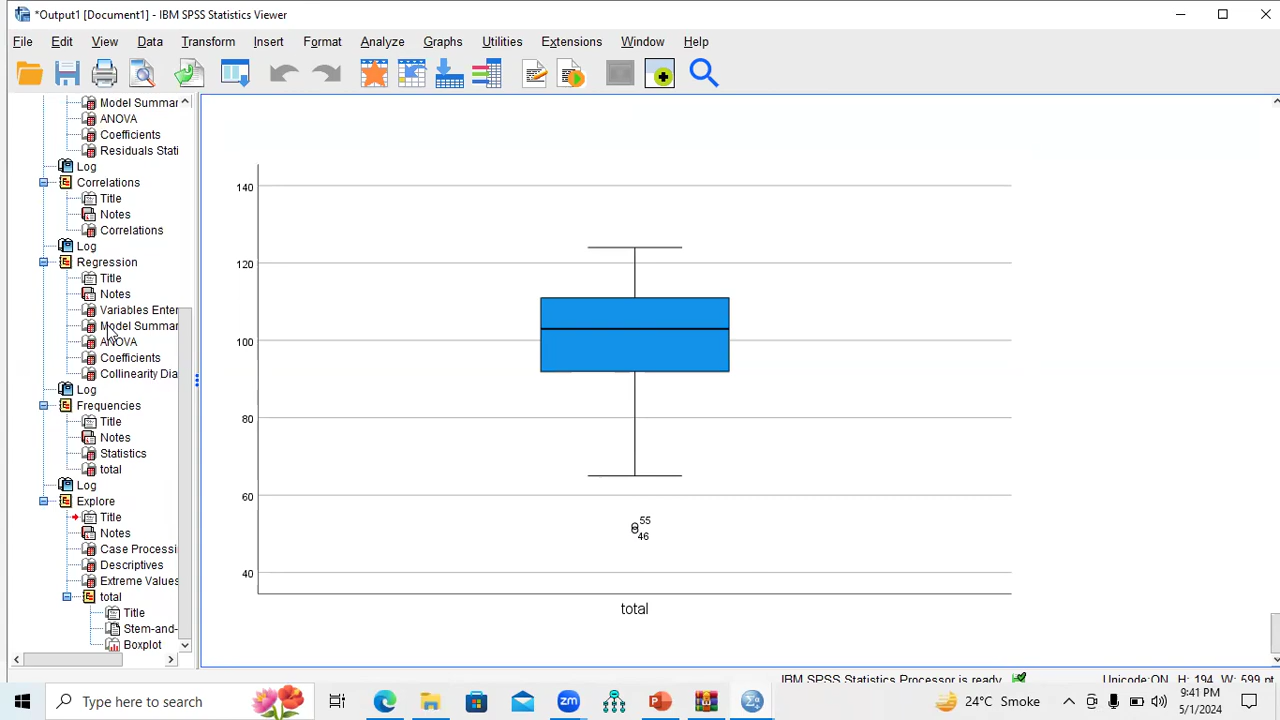 *Output1 [Document1] - IBM SPSS Statistics Viewer
File Edit View Data Transform Insert Format Analyze Graphs Utilities Extensions Window Help
Model Summar
ANOVA
Coefficients
Residuals Stati
Log
Correlations
Title
Notes
Correlations
Log
Regression
Title
Notes
Variables Enter
Model Summar
ANOVA
Coefficients
Collinearity Dia
Log
Frequencies
Title
Notes
Statistics
total
Log
Explore
Title
Notes
Case Processi
Descriptives
Extreme Values
total
Title
Stem-and-
Boxplot
140
120
100
80
60
40
55
46
total
IBM SPSS Statistics Processor is ready
Unicode:ON H: 194, W: 599 pt.
Type here to search
zm
24°C Smoke
9:41 PM
5/1/2024